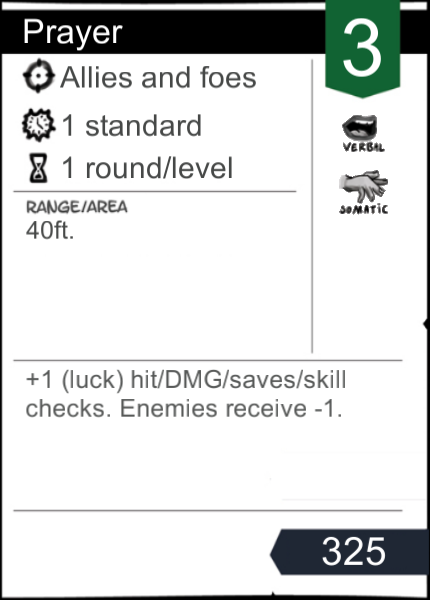 Prayer
3
Allies and foes
1 standard
1 round/level
VERBAL
SOMATIC
RANGE/AREA
40ft.
+1 (luck) hit/DMG/saves/skill
checks. Enemies receive -1.
325